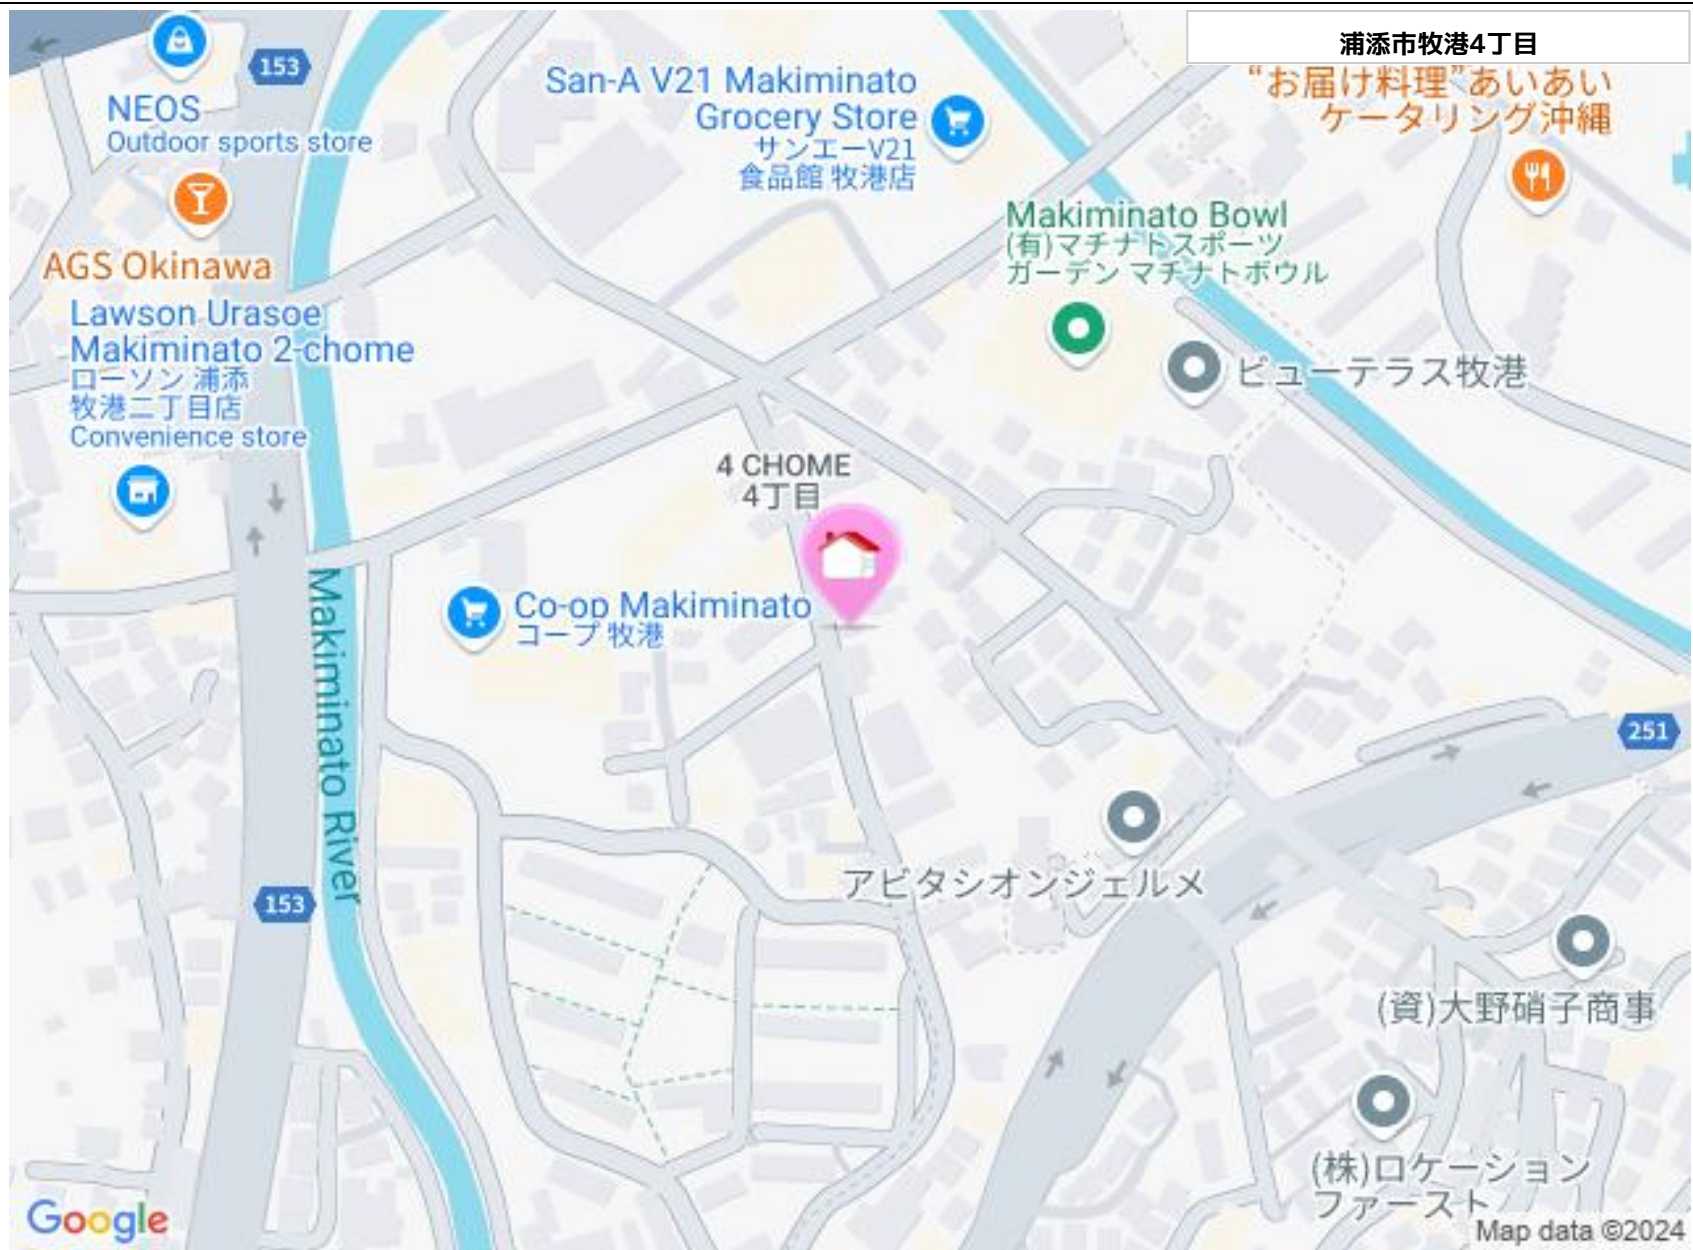 浦添市牧港4丁目
153
NEOS
Outdoor sports store
San-A V21 Makiminato
Grocery Store
サンエーV21
食品館 牧港店
“お届け料理”あいあい
ケータリング沖縄
AGS Okinawa
Makiminato Bowl
(有)マチナトスポーツ
ガーデン マチナトボウル
Lawson Urasoe
Makiminato 2-chome
ローソン 浦添
牧港二丁目店
Convenience store
ビューテラス牧港
4 CHOME
4丁目
Co-op Makiminato
コープ 牧港
Makiminato River
251
アビタシオンジェルメ
153
(資)大野硝子商事
(株)ロケーション
ファースト
Google
Map data ©2024